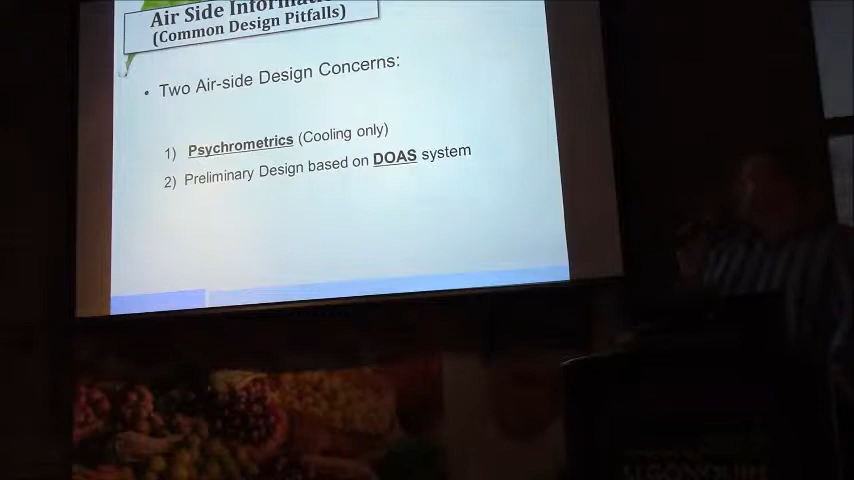 Air Side
(Common Design Pitfalls)
• Two Air-side Design Concerns:
1) Psychrometrics (Cooling only)
2) Preliminary Design based on DOAS system
ALGONQUIN